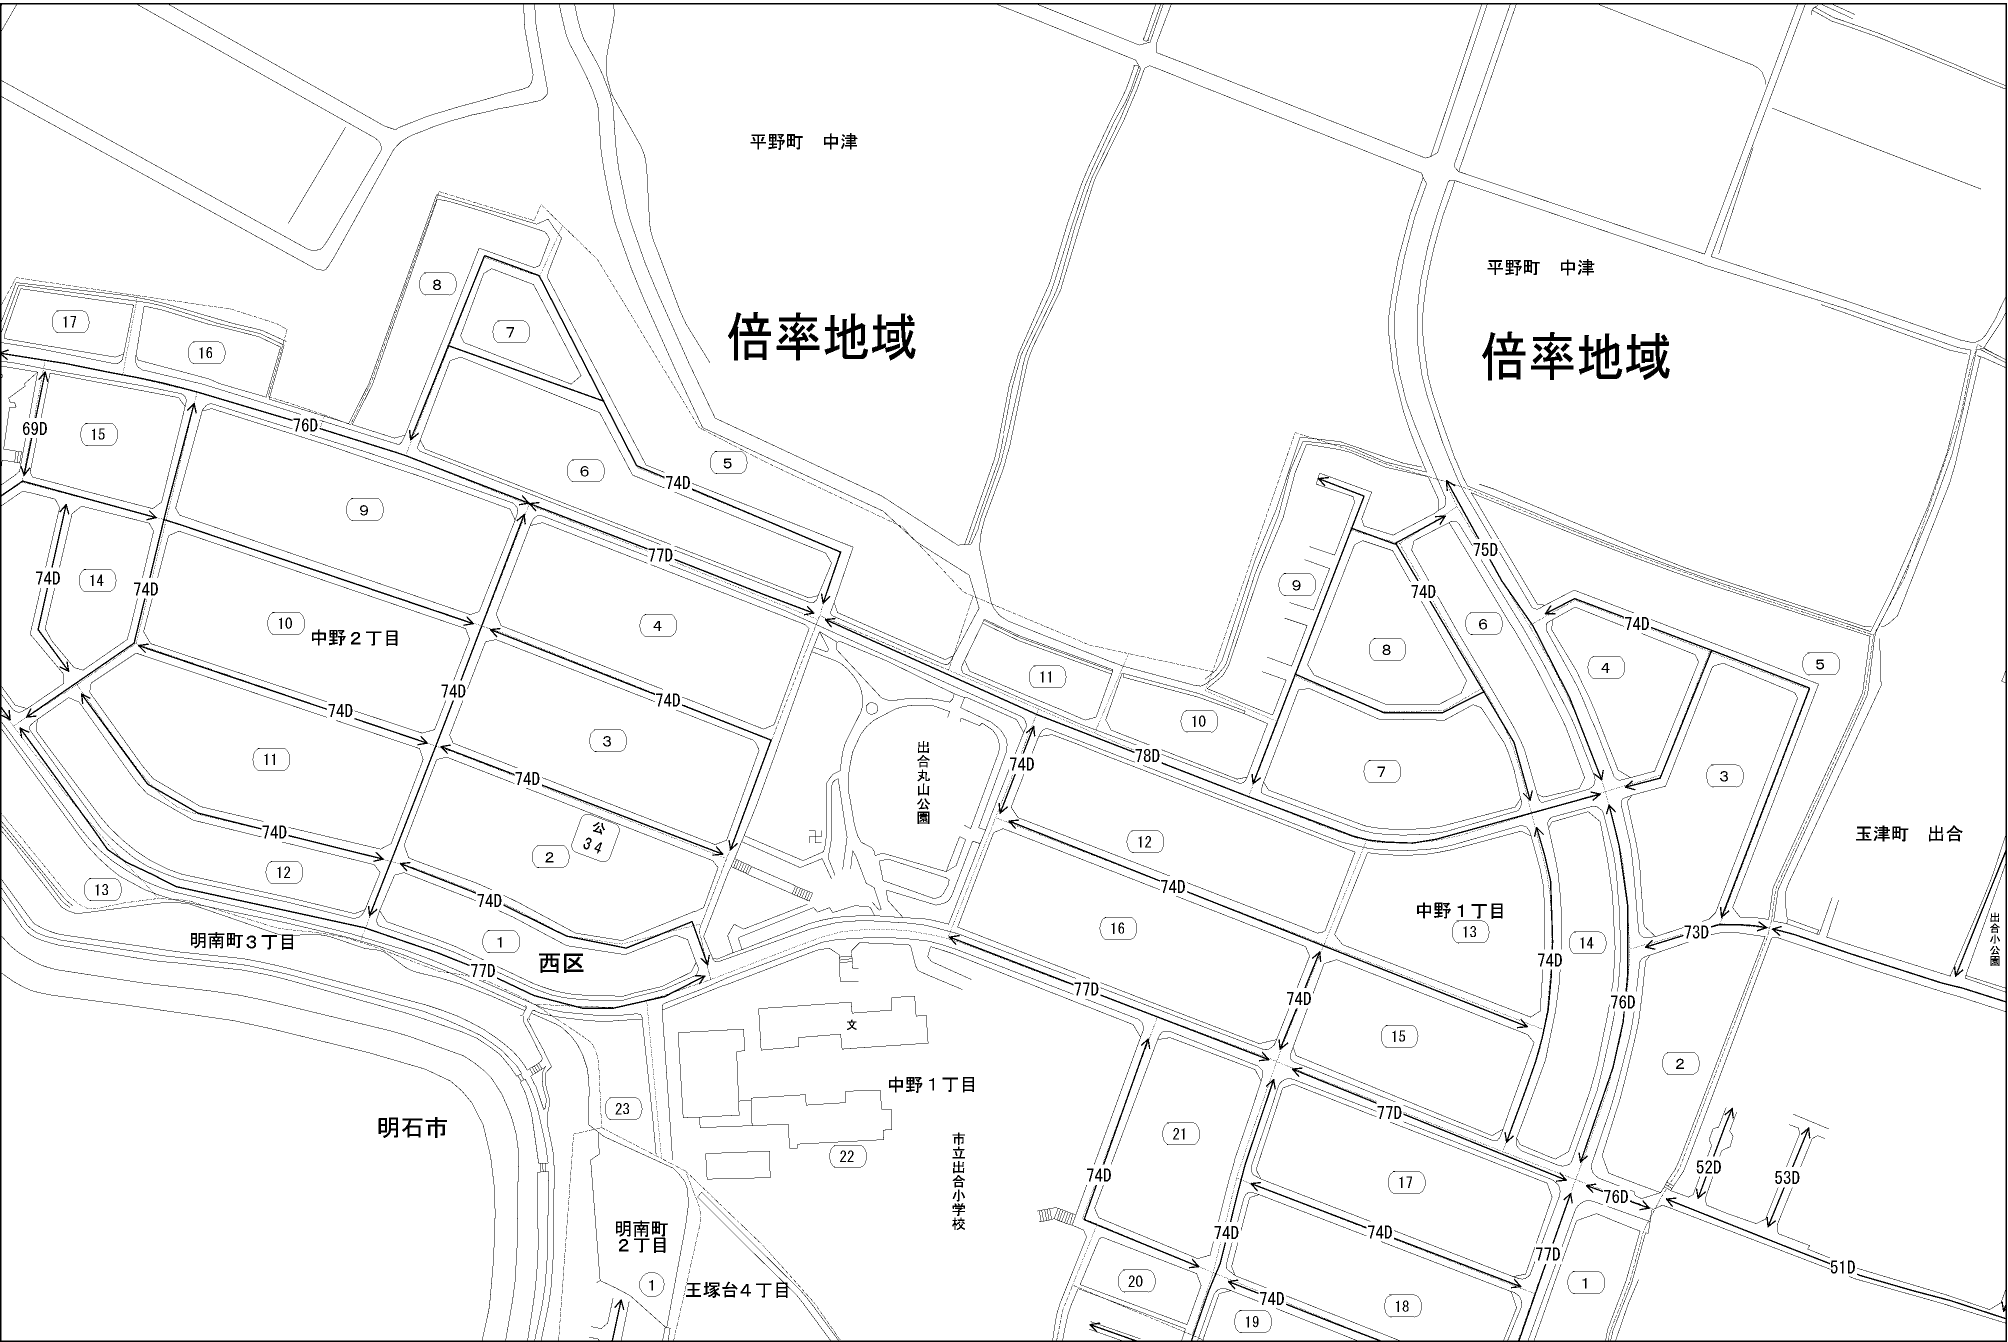 平野町　中津
平野町　中津
倍率地域
倍率地域
8
7
17
16
76D
69D
15
6
5
74D
9
77D
74D
14
74D
10
中野２丁目
4
74D
74D
74D
3
11
74D
74D
12
13
2
公
34
74D
1
明南町３丁目
77D
西区
出合丸山公園
卍
9
75D
74D
6
8
74D
4
5
11
10
78D
74D
7
3
12
74D
玉津町　出合
中野１丁目
13
14
16
74D
73D
出合小公園
77D
74D
76D
15
文
中野１丁目
2
77D
明石市
23
22
市立出合小学校
21
74D
17
76D
52D
53D
明南町
２丁目
1
王塚台４丁目
74D
74D
77D
51D
20
74D
19
18
1